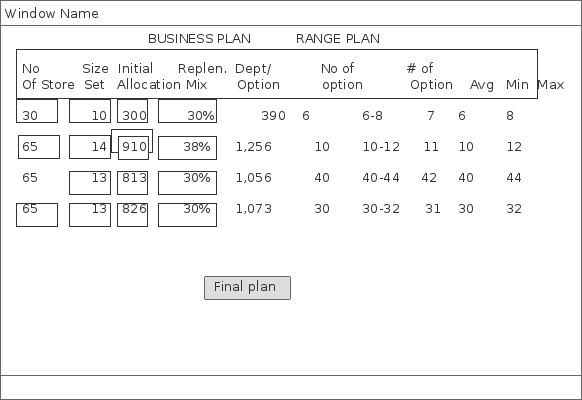 Window Name
BUSINESS PLAN RANGE PLAN
No Size Initial Replen. Dept/ No of # of
Of Store Set Allocation Mix Option option Option Avg Min Max
30 10 300 30% 390 6 6-8 7 6 8
65 14 910 38% 1,256 10 10-12 11 10 12
65 13 813 30% 1,056 40 40-44 42 40 44
65 13 826 30% 1,073 30 30-32 31 30 32
Final plan